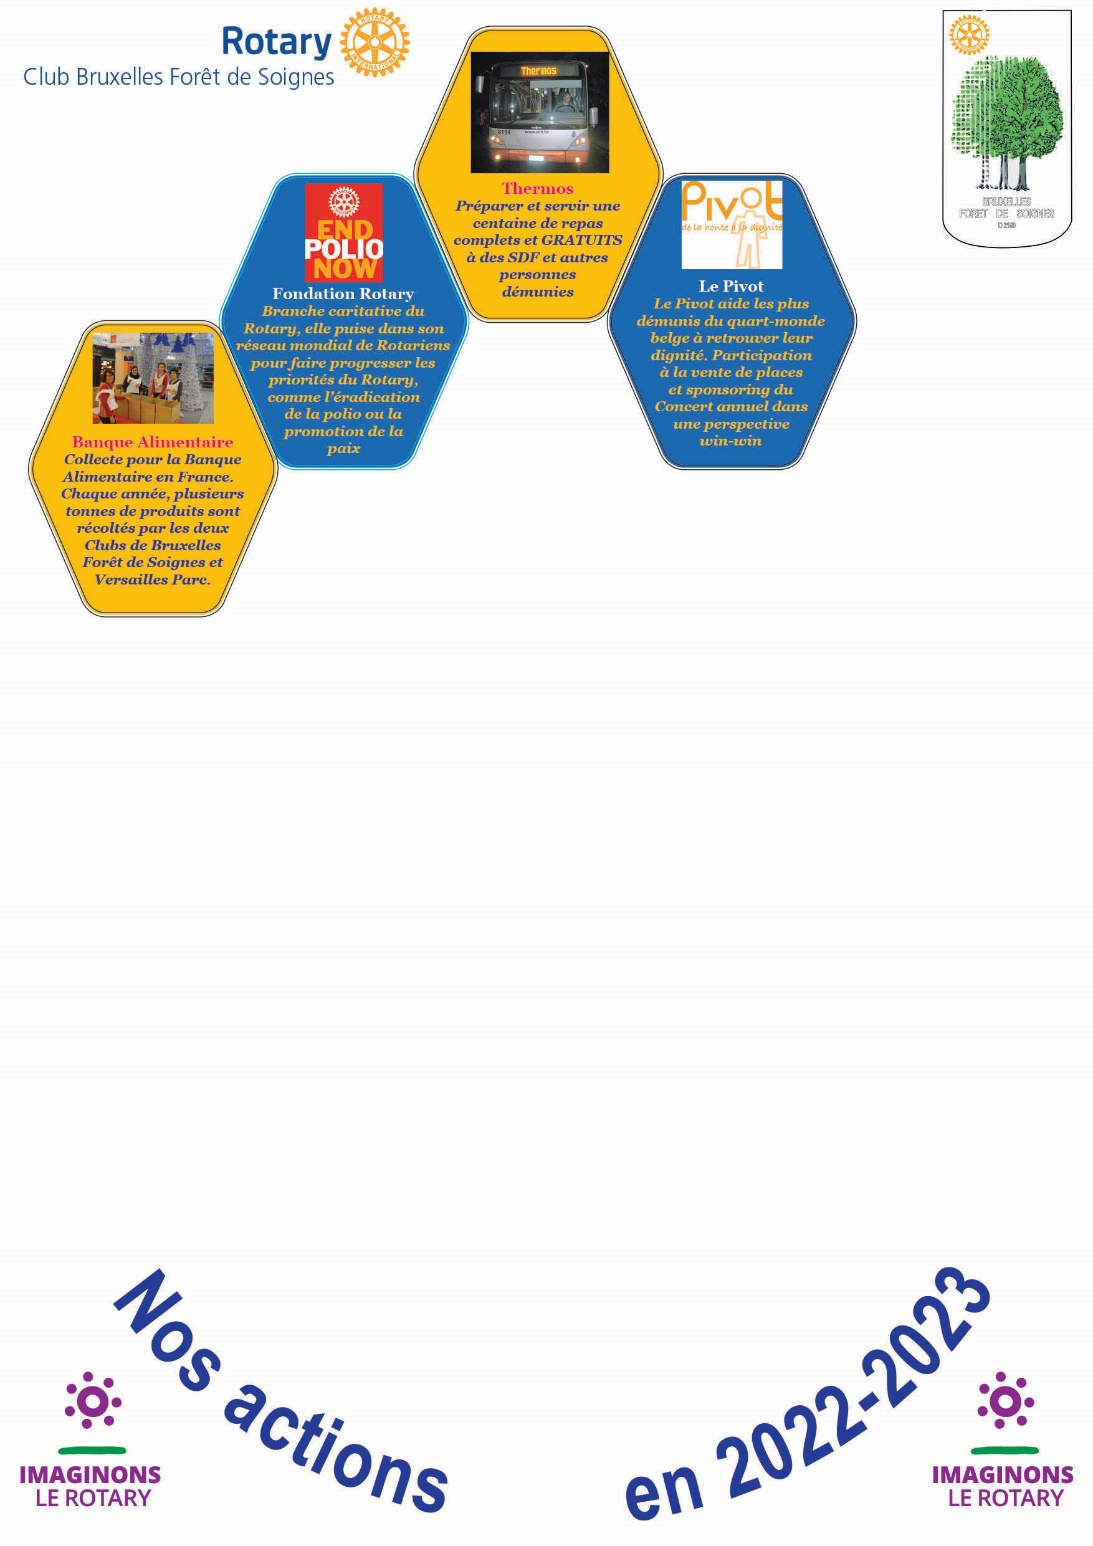 Rotary
Club Bruxelles Forêt de Soignes
ROTARY
INTERNATIONAL
Thermos
Thermos
Préparer et servir une
centaine de repas
complets et GRATUITS
à des SDF et autres
personnes
démunies
END
POLIO
NOW
Fondation Rotary
Branche caritative du
Rotary, elle puise dans son
réseau mondial de Rotariens
pour faire progresser les
priorités du Rotary,
comme l'éradication
de la polio ou la
promotion de la
paix
Pivot
de la honte à la dignité
Le Pivot
Le Pivot aide les plus
démunis du quart-monde
belge à retrouver leur
dignité. Participation
à la vente de places
et sponsoring du
Concert annuel dans
une perspective
win-win
BRUXELLES
FORET DE SOIGNES
Banque Alimentaire
Collecte pour la Banque
Alimentaire en France.
Chaque année, plusieurs
tonnes de produits sont
récoltés par les deux
Clubs de Bruxelles
Forêt de Soignes et
Versailles Parc.
Nos actions
en 2022-2023
IMAGINONS
LE ROTARY
IMAGINONS
LE ROTARY